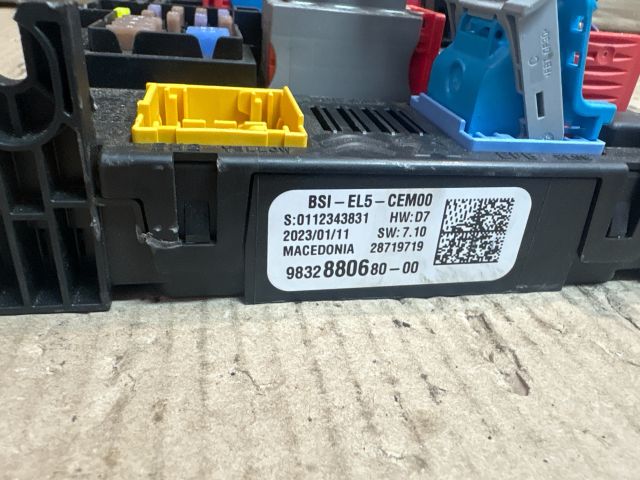 BSI-EL5-CEM00
S:0112343831 HW:D7
2023/01/11 SW:7.10
MACEDONIA 28719719
9832880680-00